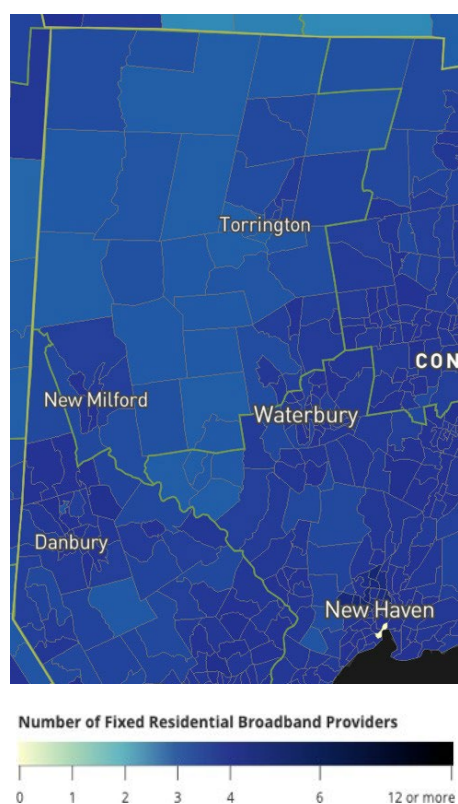 Torrington
CON
New Milford
Waterbury
Danbury
New Haven
Number of Fixed Residential Broadband Providers
0 1 2 3 4 6 12 or more